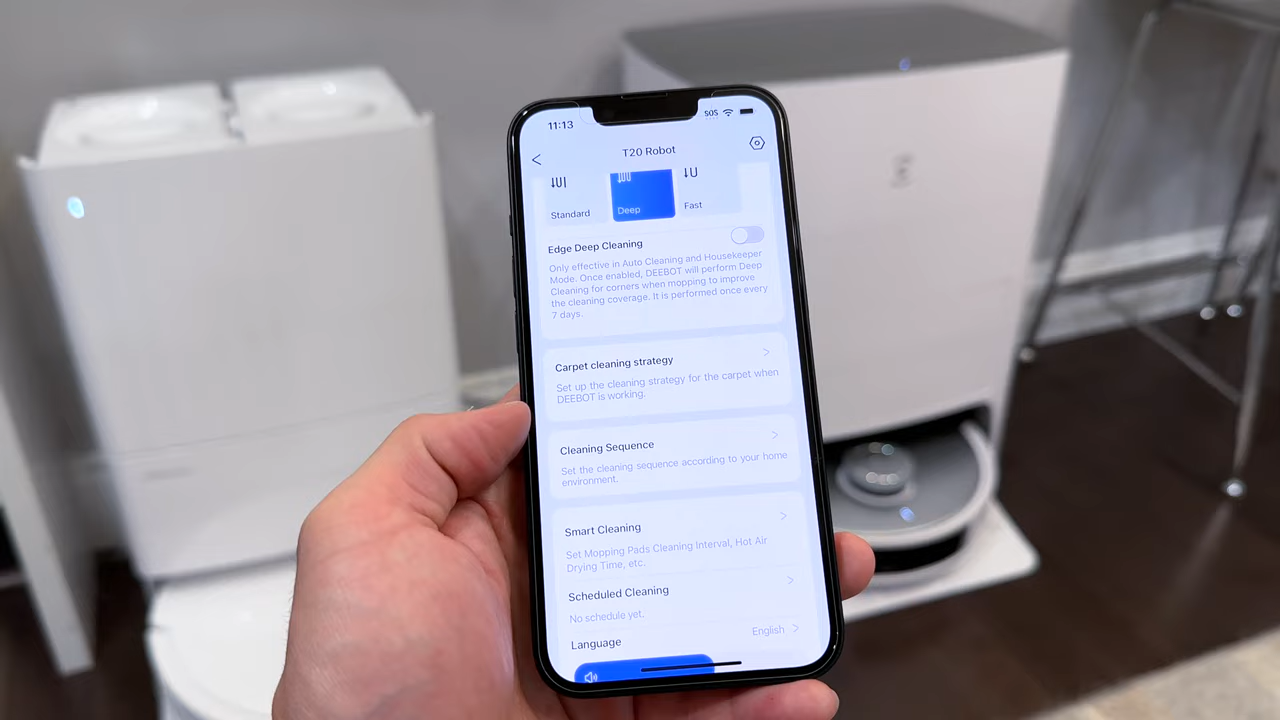 11:13
SOS
T20 Robot
Standard
Deep
Fast
Edge Deep Cleaning
Only effective in Auto Cleaning and Housekeeper
Mode. Once enabled, DEEBOT will perform Deep
Cleaning for corners when mopping to improve
the cleaning coverage. It is performed once every
7 days.
Carpet cleaning strategy
Set up the cleaning strategy for the carpet when
DEEBOT is working.
Cleaning Sequence
Set the cleaning sequence according to your home
environment.
Smart Cleaning
Set Mopping Pads Cleaning Interval, Hot Air
Drying Time, etc.
Scheduled Cleaning
No schedule yet.
Language
English